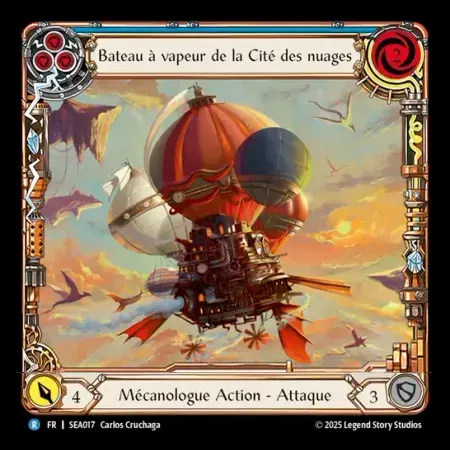 Bateau à vapeur de la Cité des nuages
2
4
Mécanologue Action - Attaque
3
R FR | SEA017 Carlos Cruchaga
© 2025 Legend Story Studios